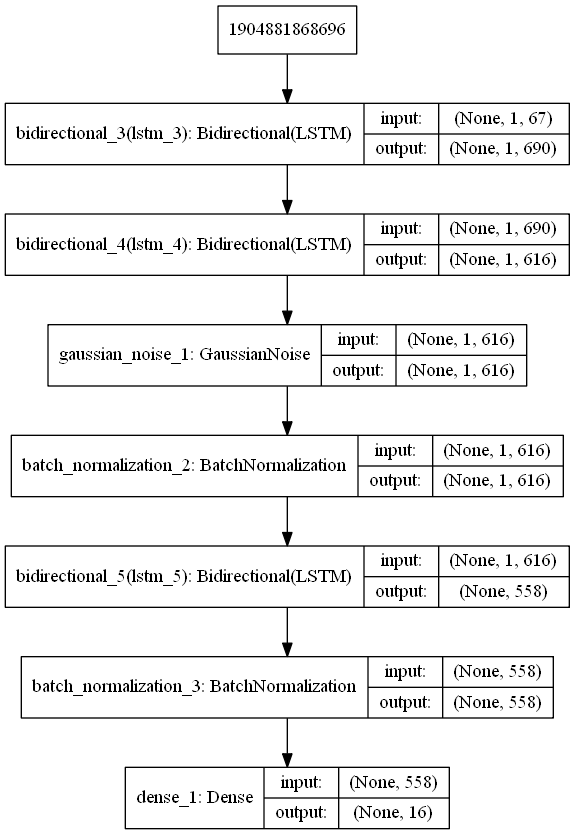 1904881868696
bidirectional_3(lstm_3): Bidirectional(LSTM)
input: (None, 1, 67)
output: (None, 1, 690)
bidirectional_4(lstm_4): Bidirectional(LSTM)
input: (None, 1, 690)
output: (None, 1, 616)
gaussian_noise_1: GaussianNoise
input: (None, 1, 616)
output: (None, 1, 616)
batch_normalization_2: BatchNormalization
input: (None, 1, 616)
output: (None, 1, 616)
bidirectional_5(lstm_5): Bidirectional(LSTM)
input: (None, 1, 616)
output: (None, 558)
batch_normalization_3: BatchNormalization
input: (None, 558)
output: (None, 558)
dense_1: Dense
input: (None, 558)
output: (None, 16)